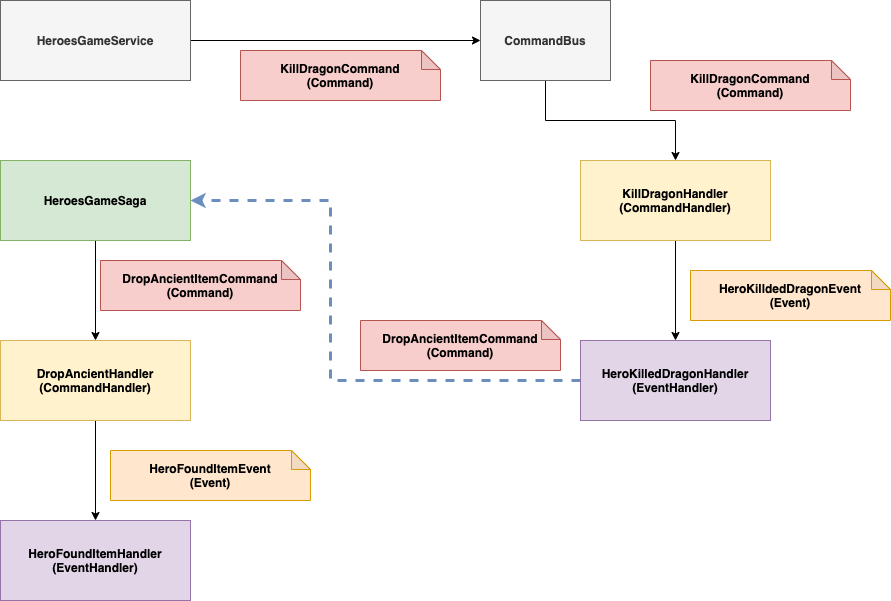 HeroesGameService
CommandBus
KillDragonCommand
(Command)
KillDragonCommand
(Command)
HeroesGameSaga
KillDragonHandler
(CommandHandler)
DropAncientItemCommand
(Command)
HeroKilldedDragonEvent
(Event)
DropAncientItemCommand
(Command)
DropAncientHandler
(CommandHandler)
HeroKilledDragonHandler
(EventHandler)
HeroFoundItemEvent
(Event)
HeroFoundItemHandler
(EventHandler)